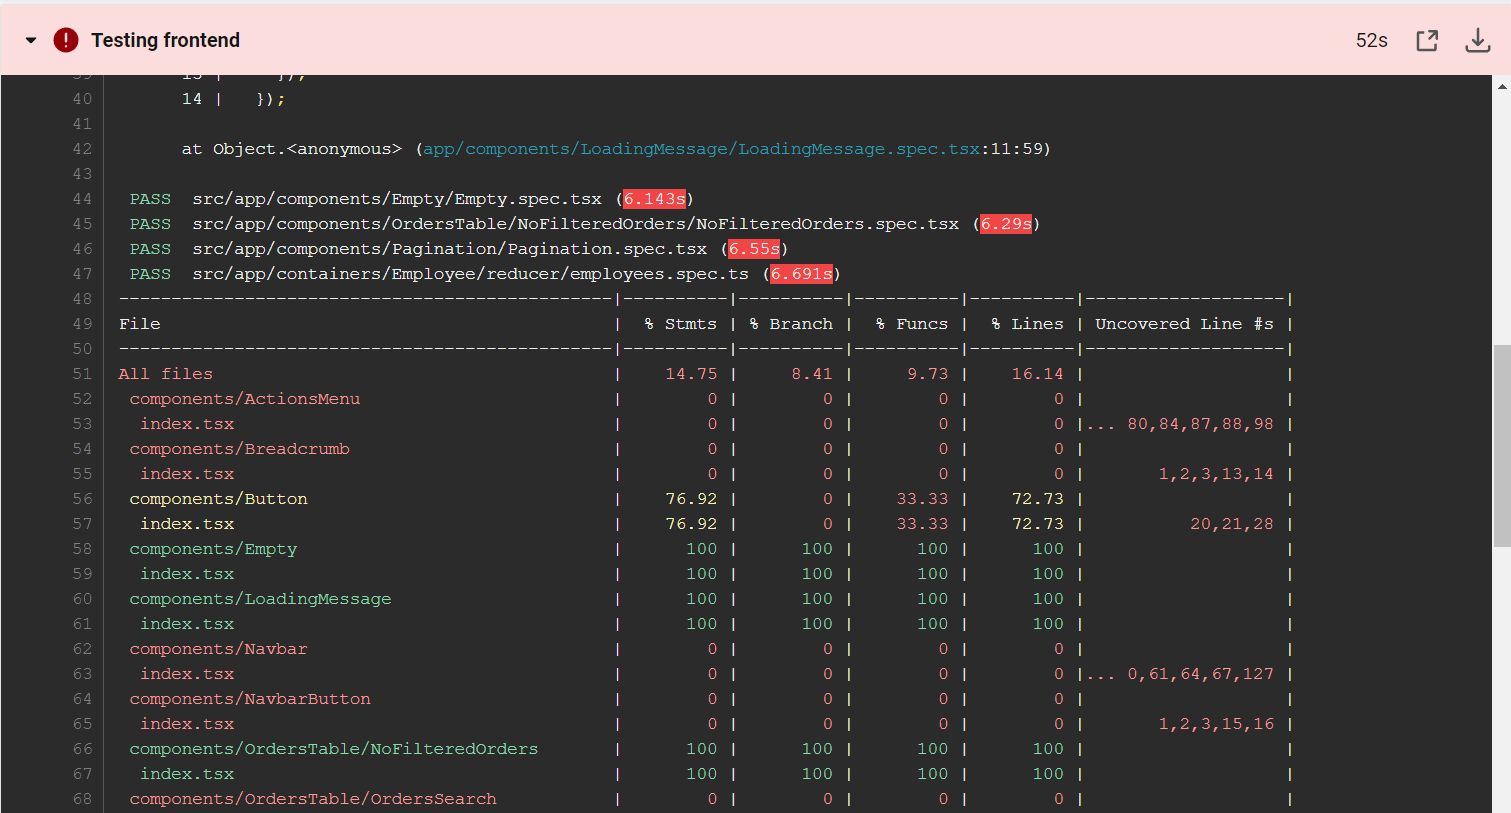 Testing frontend 52s
39 13 | });
40 14 | });
41
42 at Object.<anonymous> (app/components/LoadingMessage/LoadingMessage.spec.tsx:11:59)
43
44 PASS src/app/components/Empty/Empty.spec.tsx (6.143s)
45 PASS src/app/components/OrdersTable/NoFilteredOrders/NoFilteredOrders.spec.tsx (6.29s)
46 PASS src/app/components/Pagination/Pagination.spec.tsx (6.55s)
47 PASS src/app/containers/Employee/reducer/employees.spec.ts (6.691s)
48 -----------------------------------------------|----------|----------|----------|----------|-------------------|
49 File | % Stmts | % Branch | % Funcs | % Lines | Uncovered Line #s |
50 -----------------------------------------------|----------|----------|----------|----------|-------------------|
51 All files | 14.75 | 8.41 | 9.73 | 16.14 | |
52 components/ActionsMenu | 0 | 0 | 0 | 0 | |
53 index.tsx | 0 | 0 | 0 | 0 |... 80,84,87,88,98 |
54 components/Breadcrumb | 0 | 0 | 0 | 0 | |
55 index.tsx | 0 | 0 | 0 | 0 | 1,2,3,13,14 |
56 components/Button | 76.92 | 0 | 33.33 | 72.73 | |
57 index.tsx | 76.92 | 0 | 33.33 | 72.73 | 20,21,28 |
58 components/Empty | 100 | 100 | 100 | 100 | |
59 index.tsx | 100 | 100 | 100 | 100 | |
60 components/LoadingMessage | 100 | 100 | 100 | 100 | |
61 index.tsx | 100 | 100 | 100 | 100 | |
62 components/Navbar | 0 | 0 | 0 | 0 | |
63 index.tsx | 0 | 0 | 0 | 0 |... 0,61,64,67,127 |
64 components/NavbarButton | 0 | 0 | 0 | 0 | |
65 index.tsx | 0 | 0 | 0 | 0 | 1,2,3,15,16 |
66 components/OrdersTable/NoFilteredOrders | 100 | 100 | 100 | 100 | |
67 index.tsx | 100 | 100 | 100 | 100 | |
68 components/OrdersTable/OrdersSearch | 0 | 0 | 0 | 0 | |